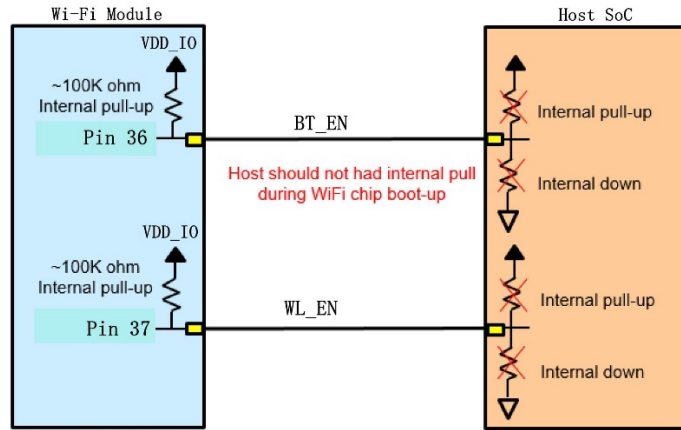 Wi-Fi Module
Host SoC
VDD_IO
~100K ohm
Internal pull-up
Pin 36
BT_EN
Internal pull-up
Host should not had internal pull
during WiFi chip boot-up
Internal down
VDD_IO
~100K ohm
Internal pull-up
Pin 37
WL_EN
Internal pull-up
Internal down